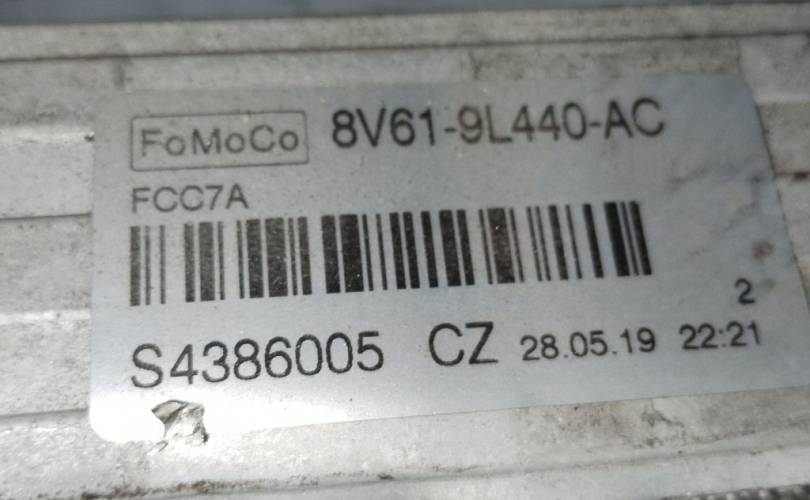 FoMoCo 8V61-9L440-AC
FCC7A
2
S4386005 CZ 28.05.19 22:21